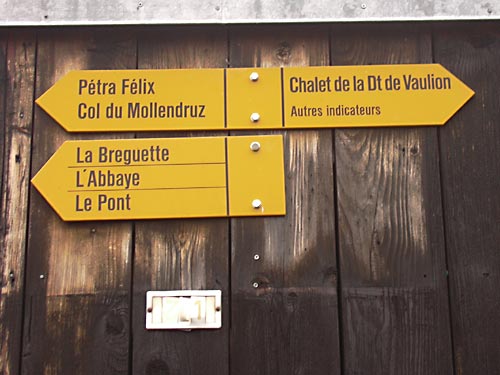 Pétra Félix
Col du Mollendruz
Chalet de la Dt de Vaulion
Autres indicateurs
La Breguette
L'Abbaye
Le Pont